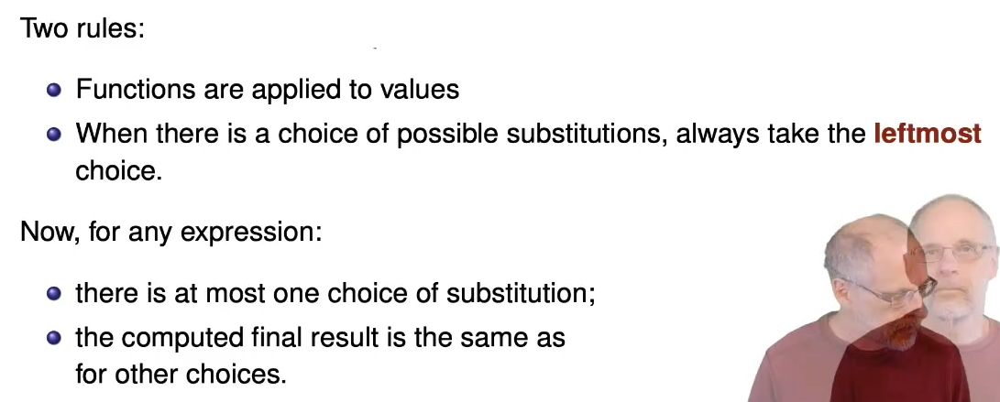 Two rules:
Functions are applied to values
When there is a choice of possible substitutions, always take the leftmost
choice.
Now, for any expression:
there is at most one choice of substitution;
the computed final result is the same as
for other choices.